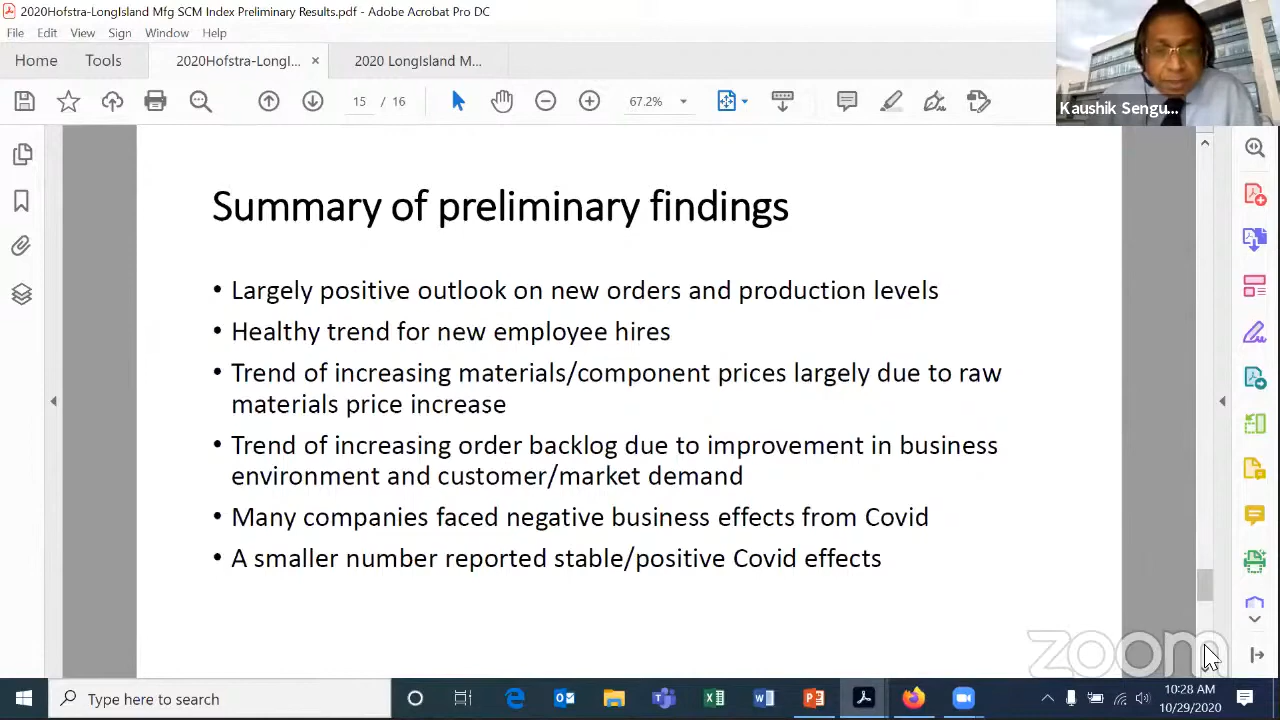 2020Hofstra-LongIsland Mfg SCM Index Preliminary Results.pdf - Adobe Acrobat Pro DC
File Edit View Sign Window Help
Home Tools 2020Hofstra-LongI... × 2020 LongIsland M...
15 / 16 67.2%
Kaushik Sengu...
Summary of preliminary findings
• Largely positive outlook on new orders and production levels
• Healthy trend for new employee hires
• Trend of increasing materials/component prices largely due to raw
materials price increase
• Trend of increasing order backlog due to improvement in business
environment and customer/market demand
• Many companies faced negative business effects from Covid
• A smaller number reported stable/positive Covid effects
zoom
Type here to search
10:28 AM
10/29/2020